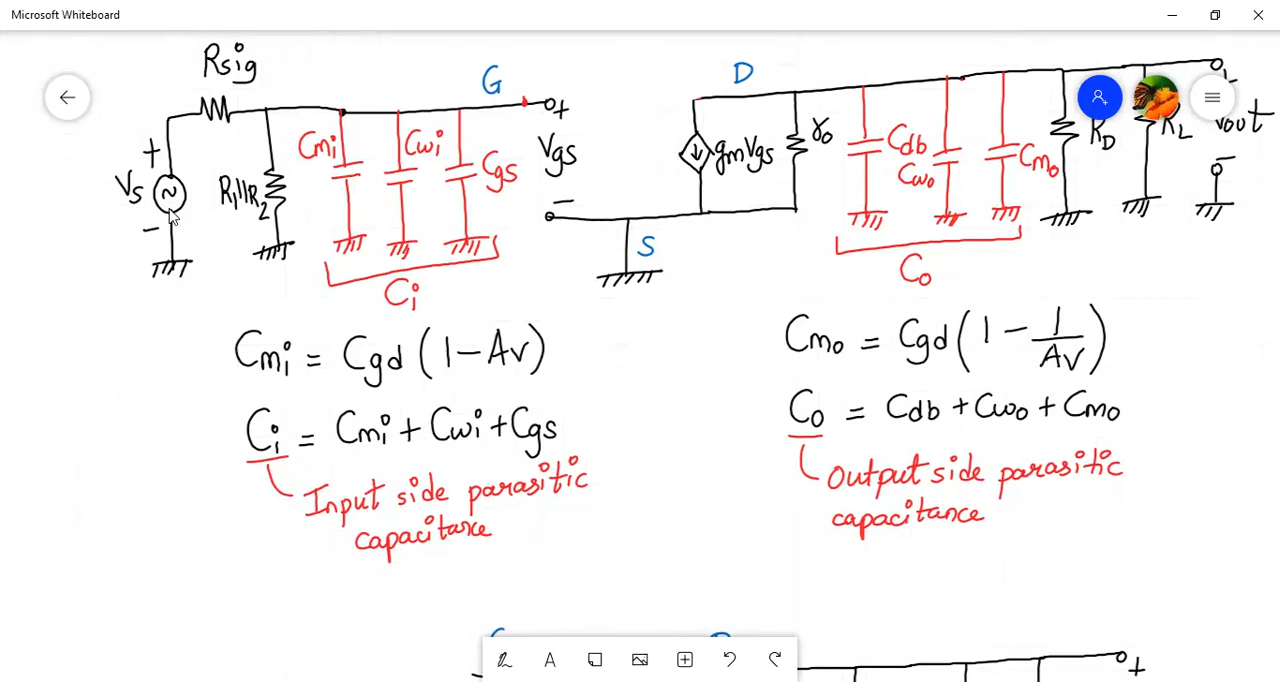 Microsoft Whiteboard
Rsig
G
D
+
Vs
-
R1||R2
Cmi
Cwi
Cgs
+
Vgs
-
S
gmVgs
ro
Cdb
Cwo
Cmo
RD
RL
+
Vout
-
Ci
Co
Cmi = Cgd (1 - Av)
Cmo = Cgd (1 - 1/Av)
Ci = Cmi + Cwi + Cgs
Co = Cdb + Cwo + Cmo
Input side parasitic
capacitance
Output side parasitic
capacitance
+
A